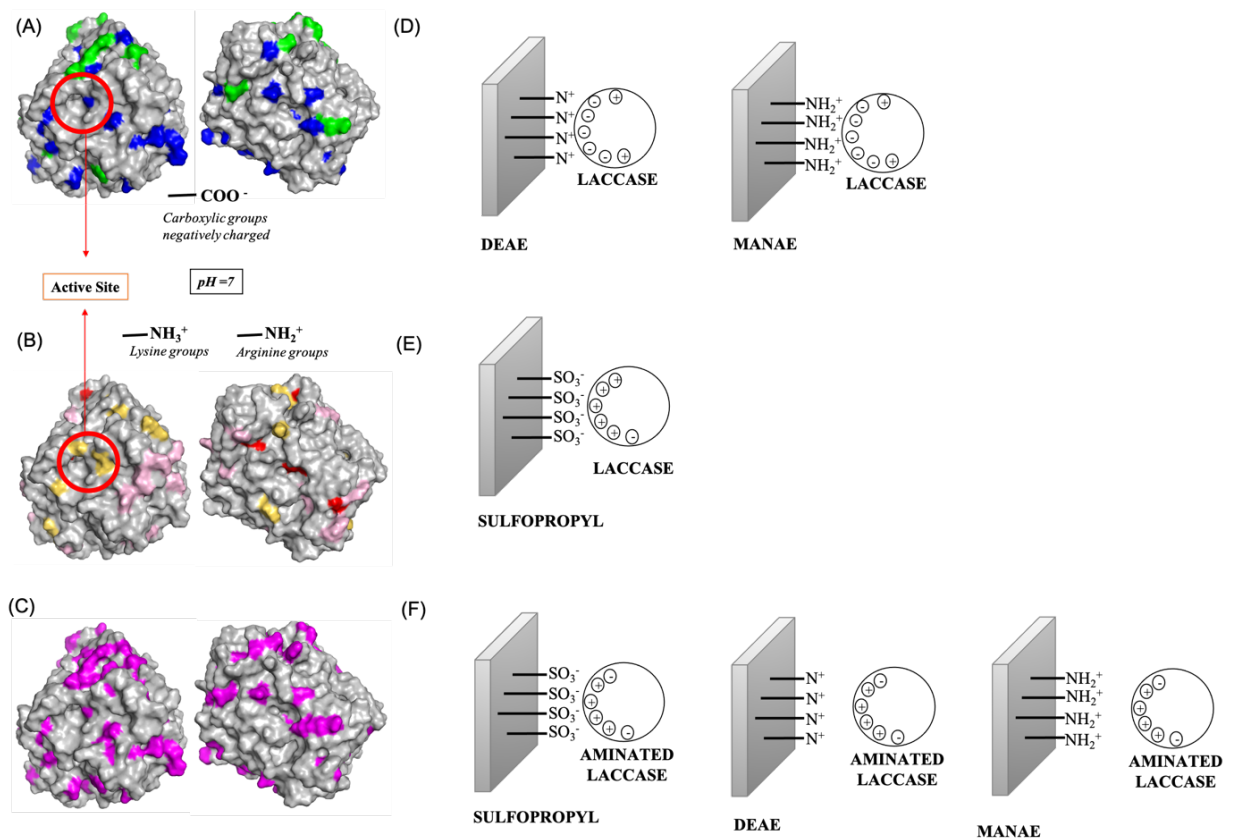 (A)
COO -
Carboxylic groups
negatively charged
Active Site
pH =7
(B)
NH3+
Lysine groups
NH2+
Arginine groups
(C)
(D)
N+
N+
N+
N+
- + - - - - +
LACCASE
DEAE
NH2+
NH2+
NH2+
NH2+
- + - - - - +
LACCASE
MANAE
(E)
SO3-
SO3-
SO3-
SO3-
+ + + + + -
LACCASE
SULFOPROPYL
(F)
SO3-
SO3-
SO3-
SO3-
- + + + + -
AMINATED
LACCASE
SULFOPROPYL
N+
N+
N+
N+
- + + + + -
AMINATED
LACCASE
DEAE
NH2+
NH2+
NH2+
NH2+
- + + + + -
AMINATED
LACCASE
MANAE